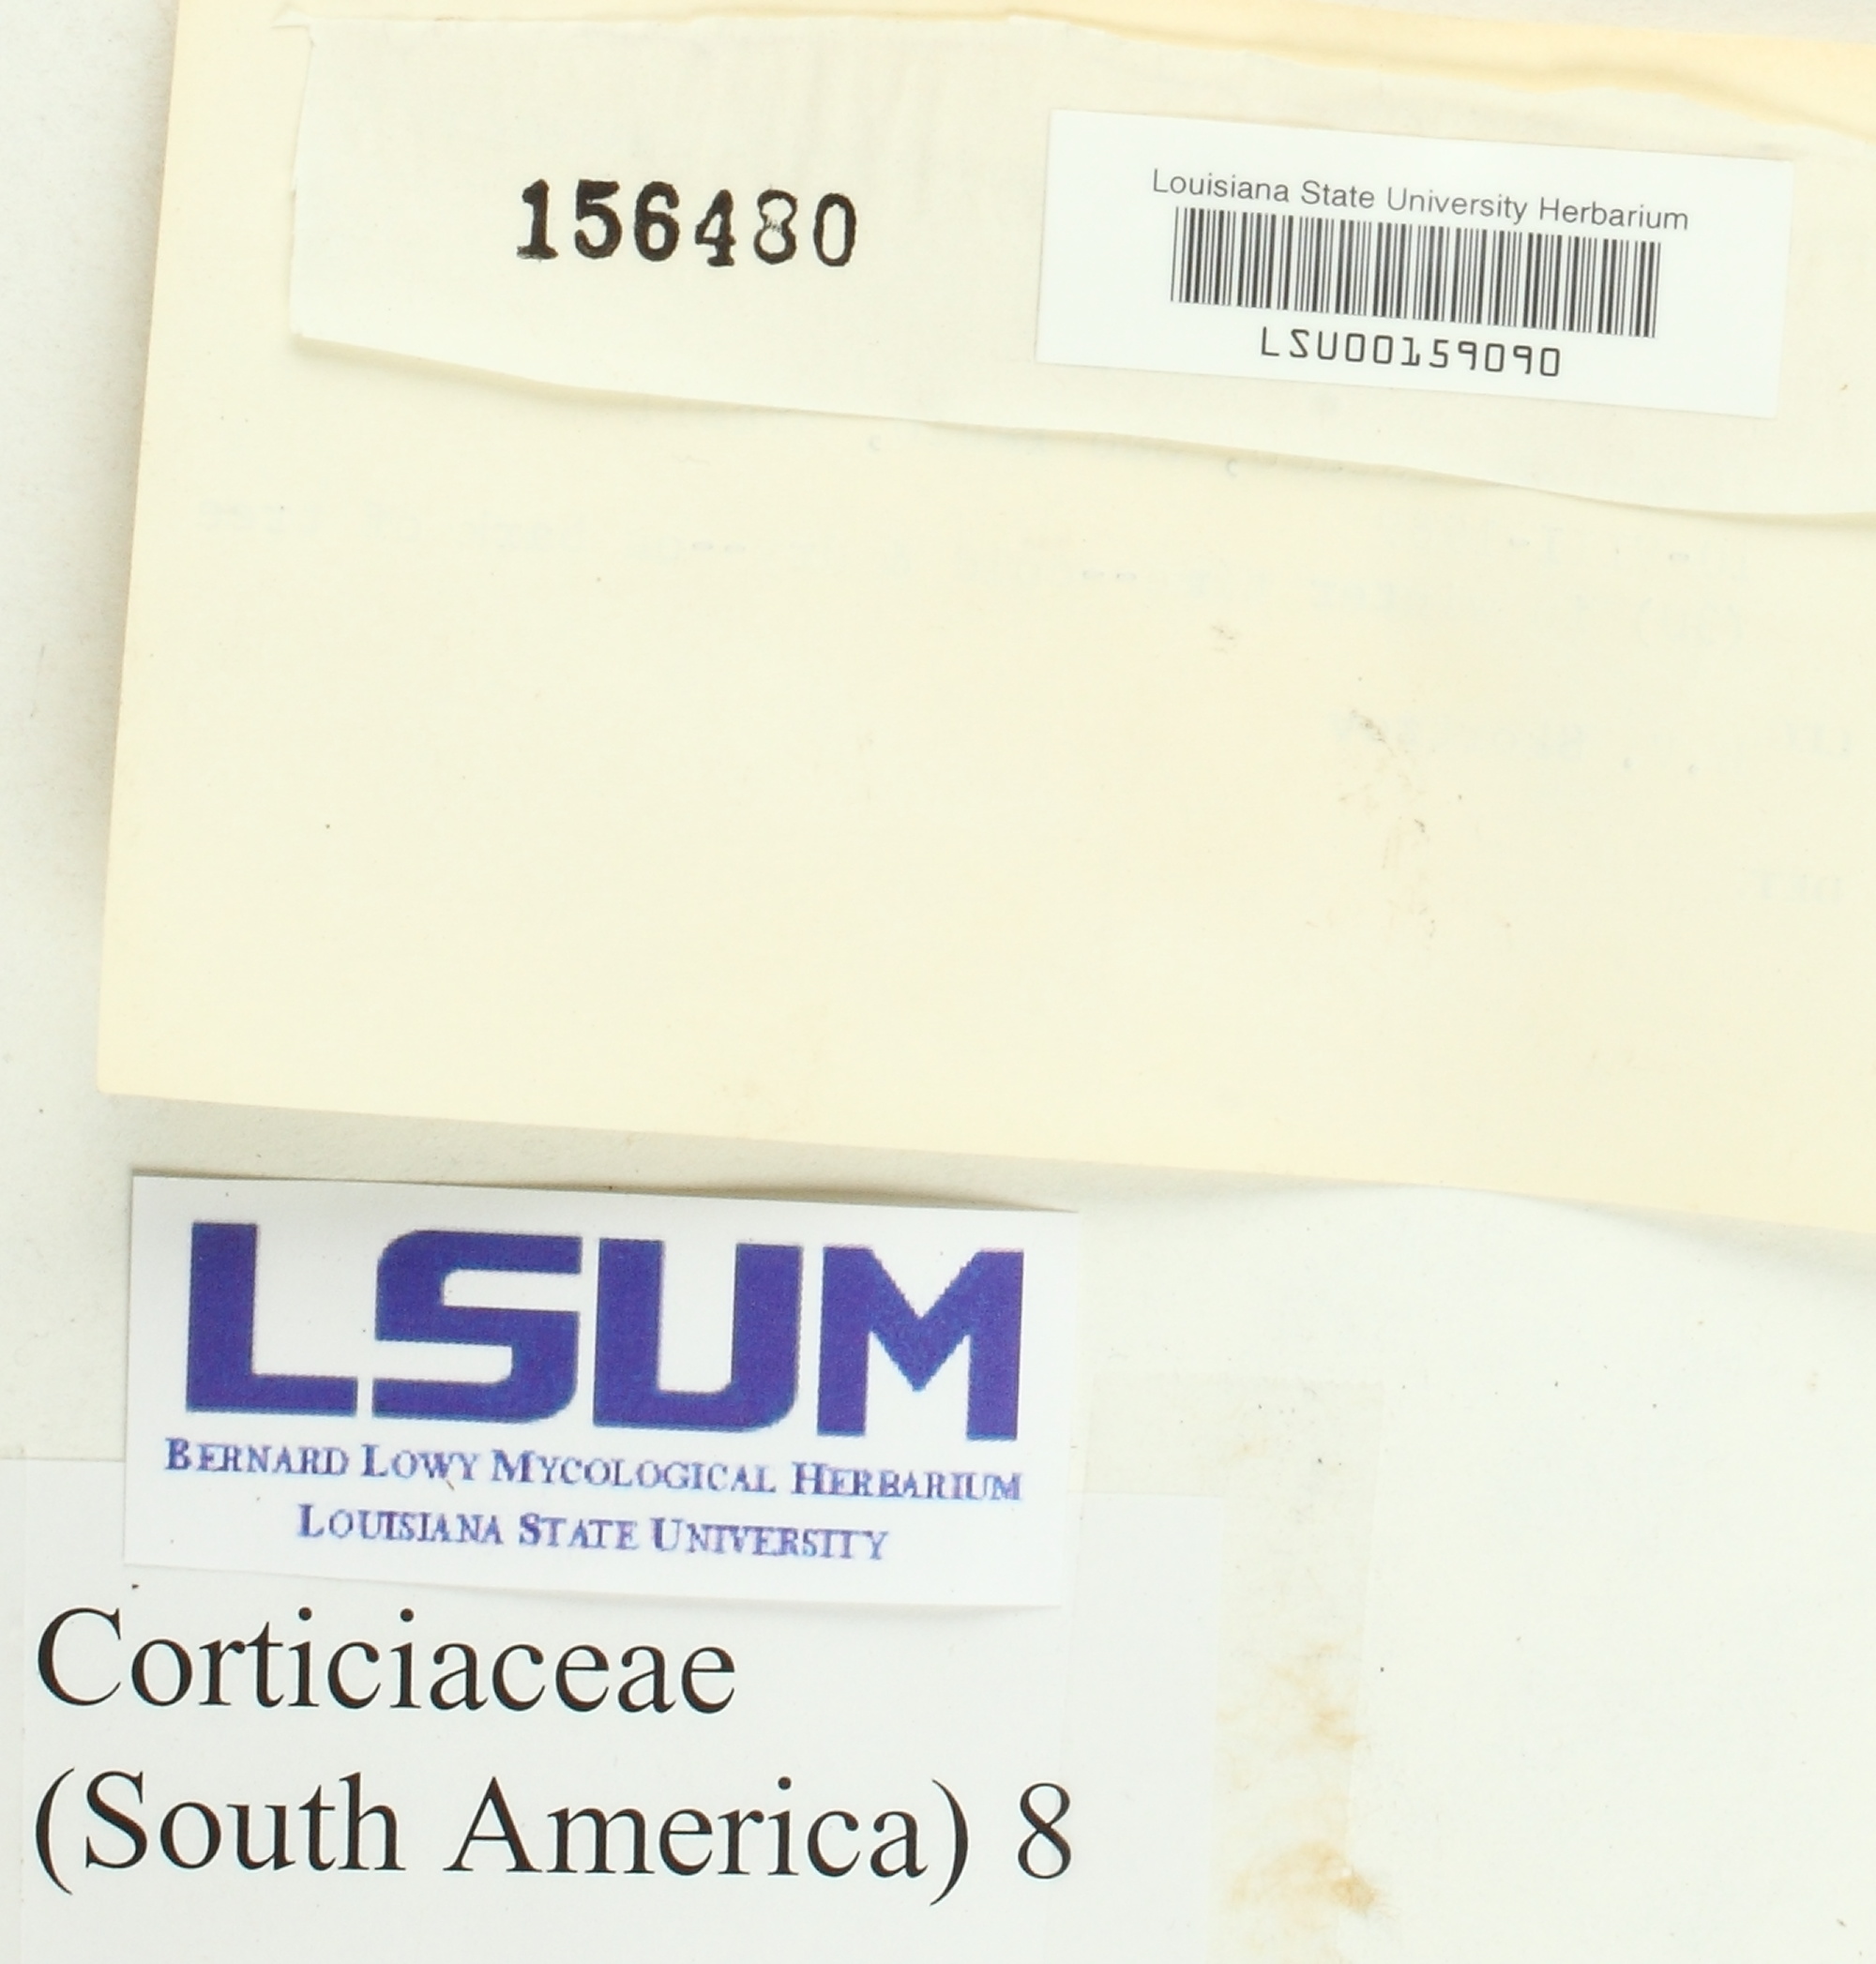 156480
Louisiana State University Herbarium
LSU00159090
LSUM
BERNARD LOWY MYCOLOGICAL HERBARIUM
LOUISIANA STATE UNIVERSITY
Corticiaceae
(South America) 8